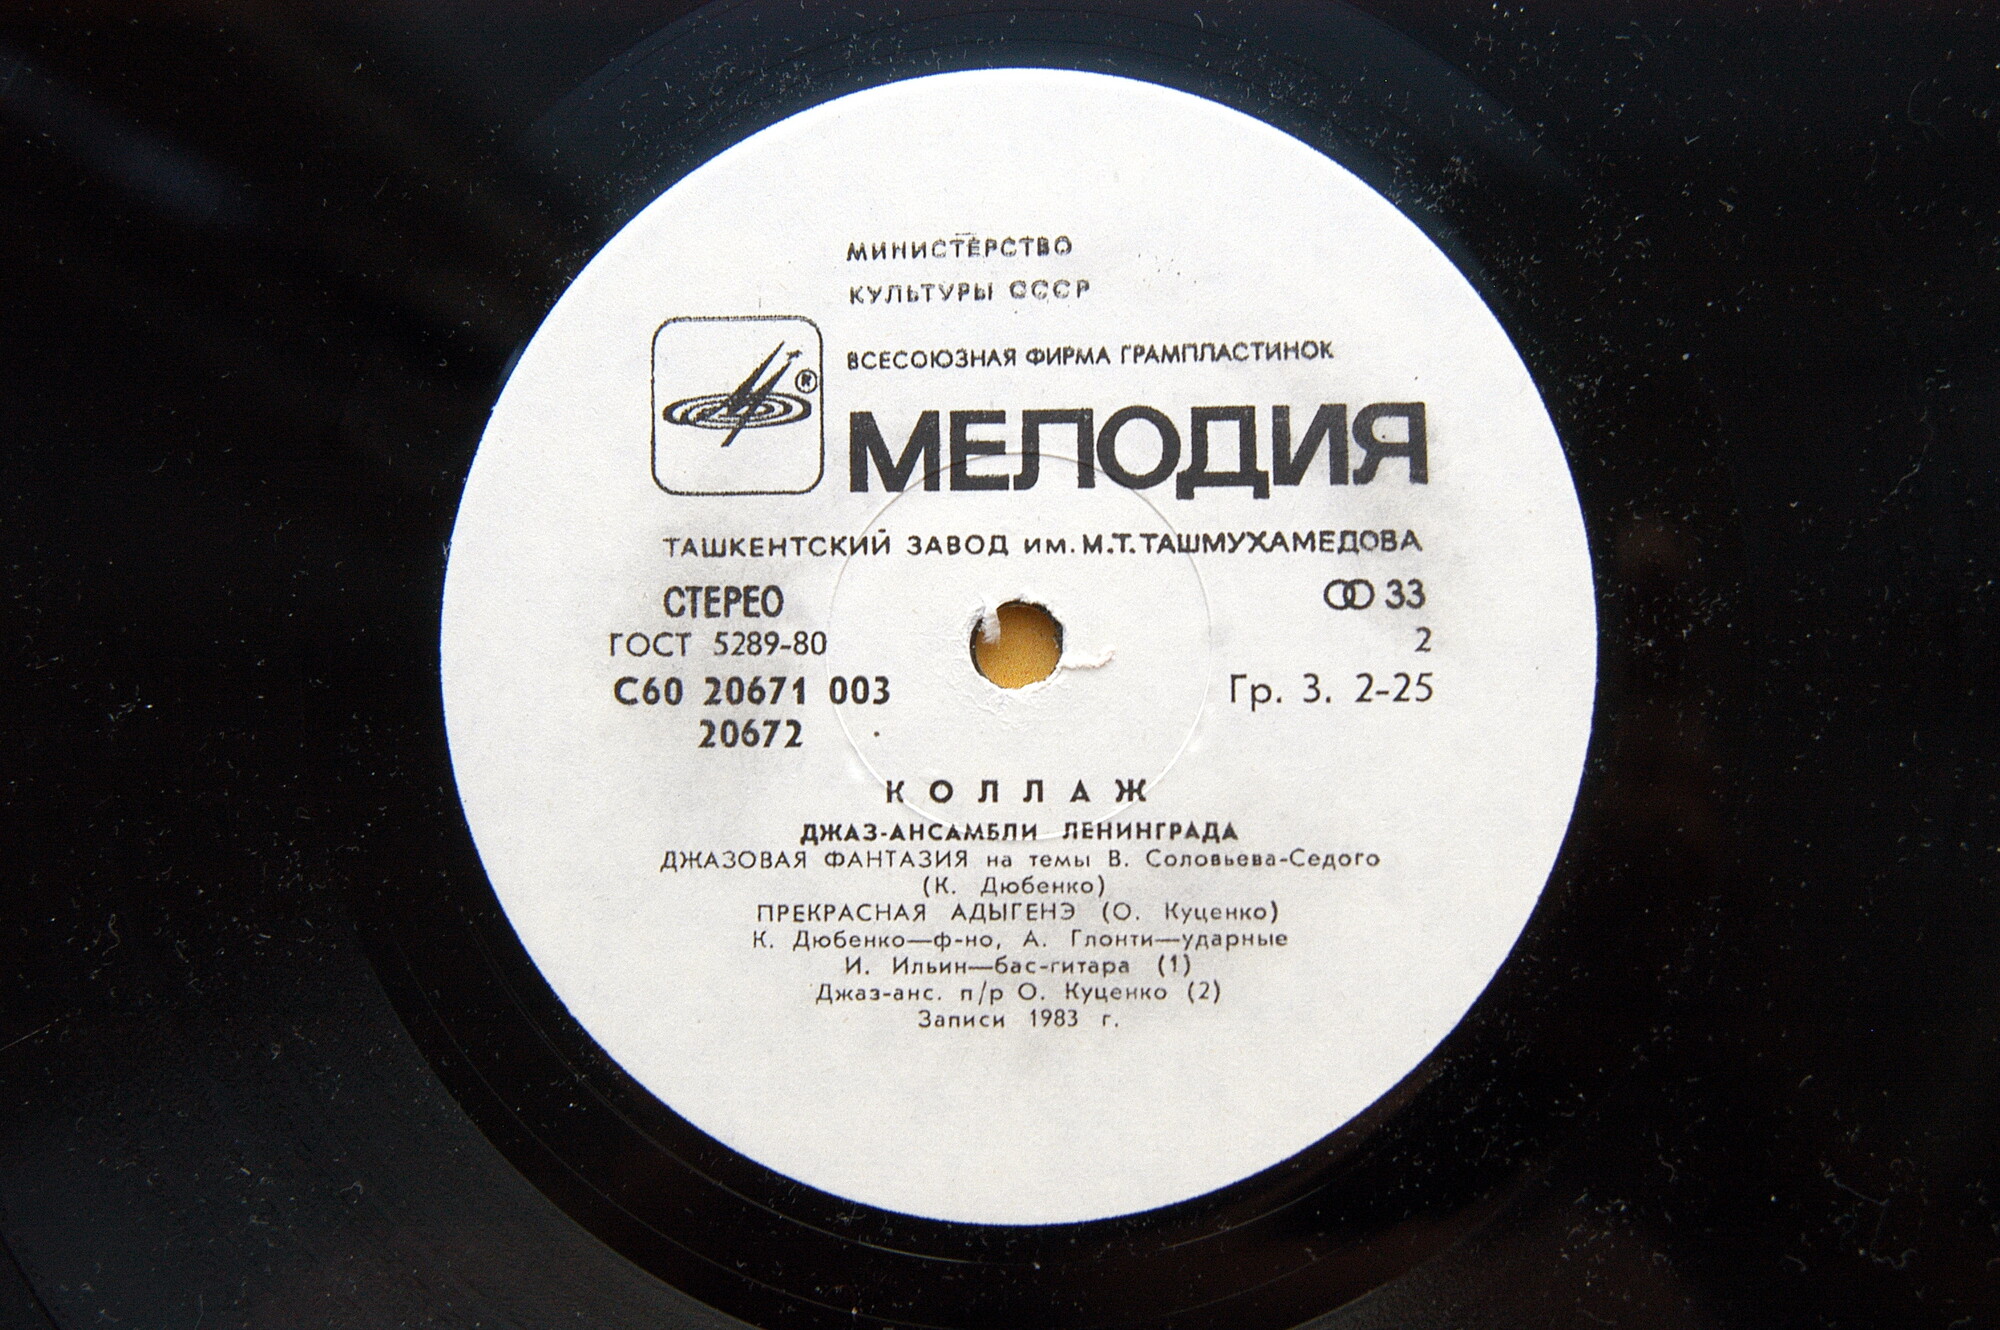 МИНИСТЕРСТВО
КУЛЬТУРЫ СССР
ВСЕСОЮЗНАЯ ФИРМА ГРАМПЛАСТИНОК
®
МЕЛОДИЯ
ТАШКЕНТСКИЙ ЗАВОД им. М.Т. ТАШМУХАМЕДОВА
СТЕРЕО 33
ГОСТ 5289-80 2
С60 20671 003 Гр. 3. 2-25
20672
КОЛЛАЖ
ДЖАЗ-АНСАМБЛИ ЛЕНИНГРАДА
ДЖАЗОВАЯ ФАНТАЗИЯ на темы В. Соловьева-Седого
(К. Дюбенко)
ПРЕКРАСНАЯ АДЫГЕНЭ (О. Куценко)
К. Дюбенко—ф-но, А. Глонти—ударные
И. Ильин—бас-гитара (1)
Джаз-анс. п/р О. Куценко (2)
Записи 1983 г.